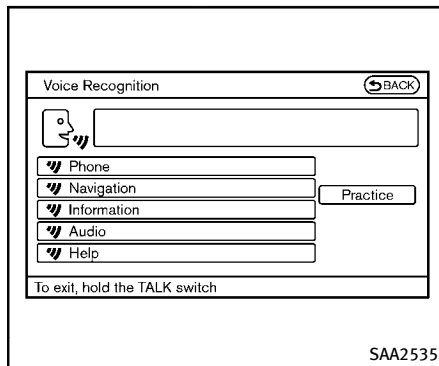 Voice Recognition
BACK
Phone
Navigation
Practice
Information
Audio
Help
To exit, hold the TALK switch
SAA2535